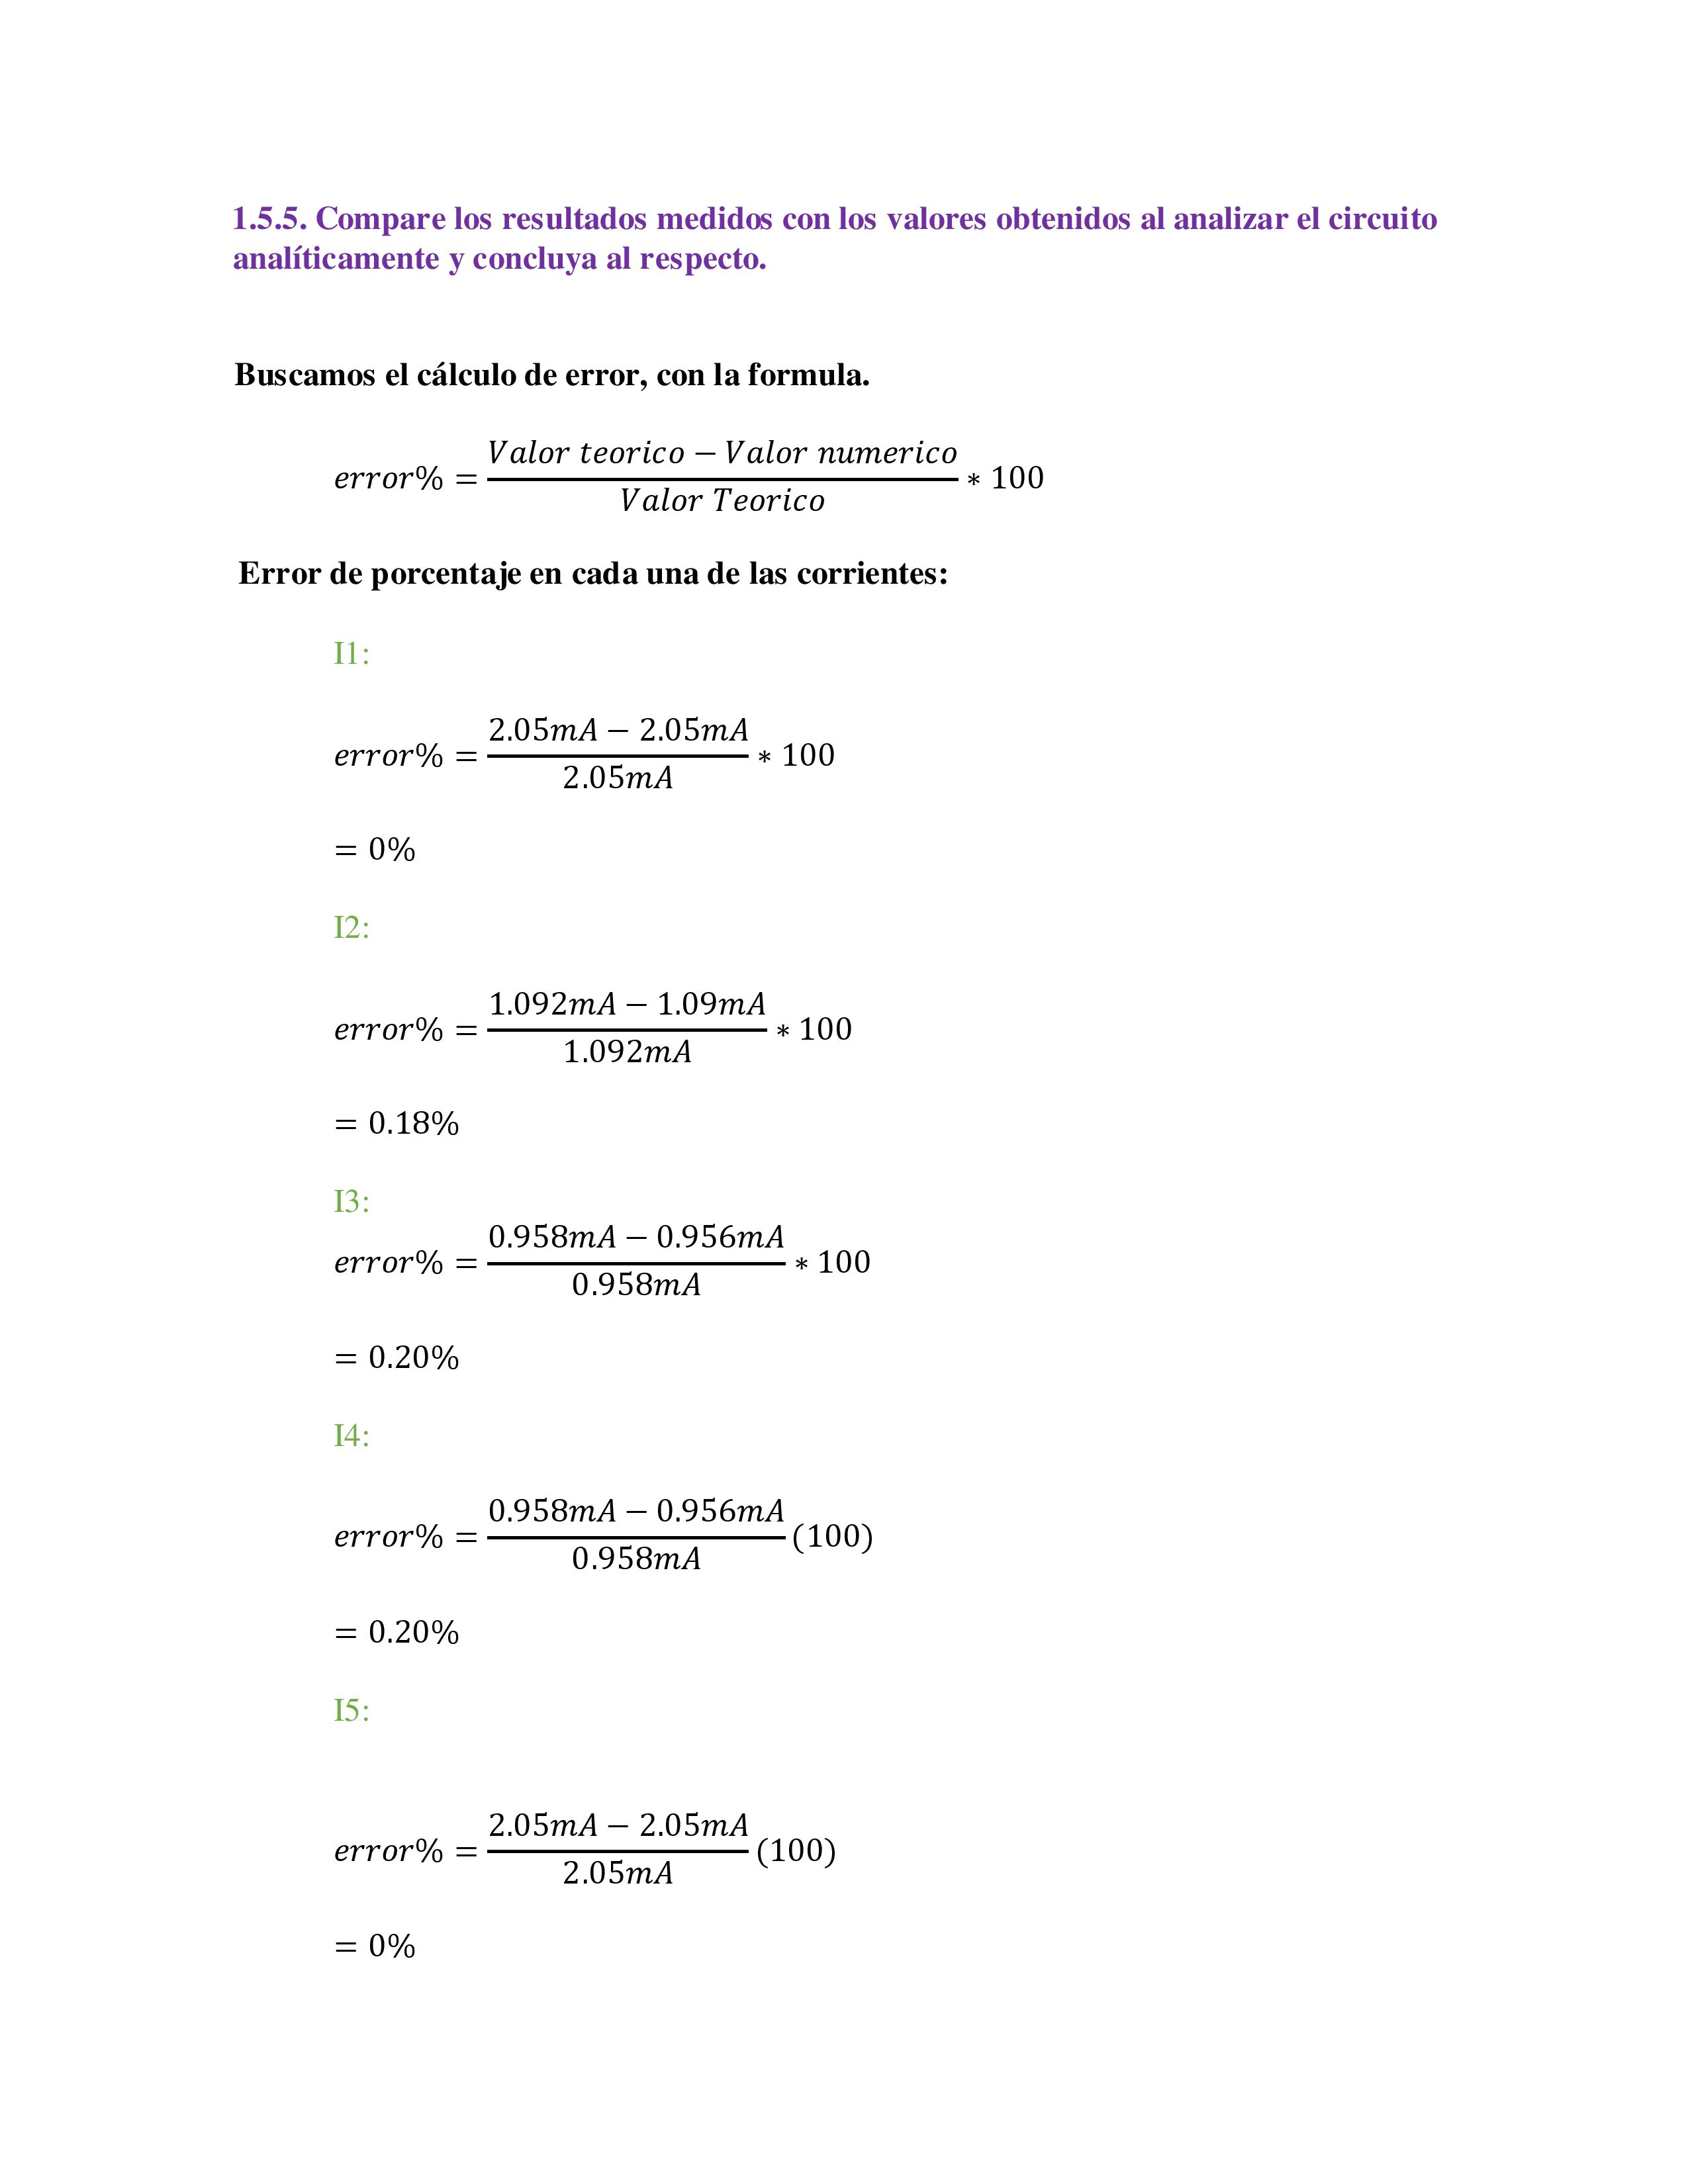 1.5.5. Compare los resultados medidos con los valores obtenidos al analizar el circuito
analíticamente y concluya al respecto.
Buscamos el cálculo de error, con la formula.
error% = \frac{Valor teorico − Valor numerico}{Valor Teorico} ∗ 100
Error de porcentaje en cada una de las corrientes:
I1:
error% = \frac{2.05mA − 2.05mA}{2.05mA} ∗ 100
= 0%
I2:
error% = \frac{1.092mA − 1.09mA}{1.092mA} ∗ 100
= 0.18%
I3:
error% = \frac{0.958mA − 0.956mA}{0.958mA} ∗ 100
= 0.20%
I4:
error% = \frac{0.958mA − 0.956mA}{0.958mA} (100)
= 0.20%
I5:
error% = \frac{2.05mA − 2.05mA}{2.05mA} (100)
= 0%